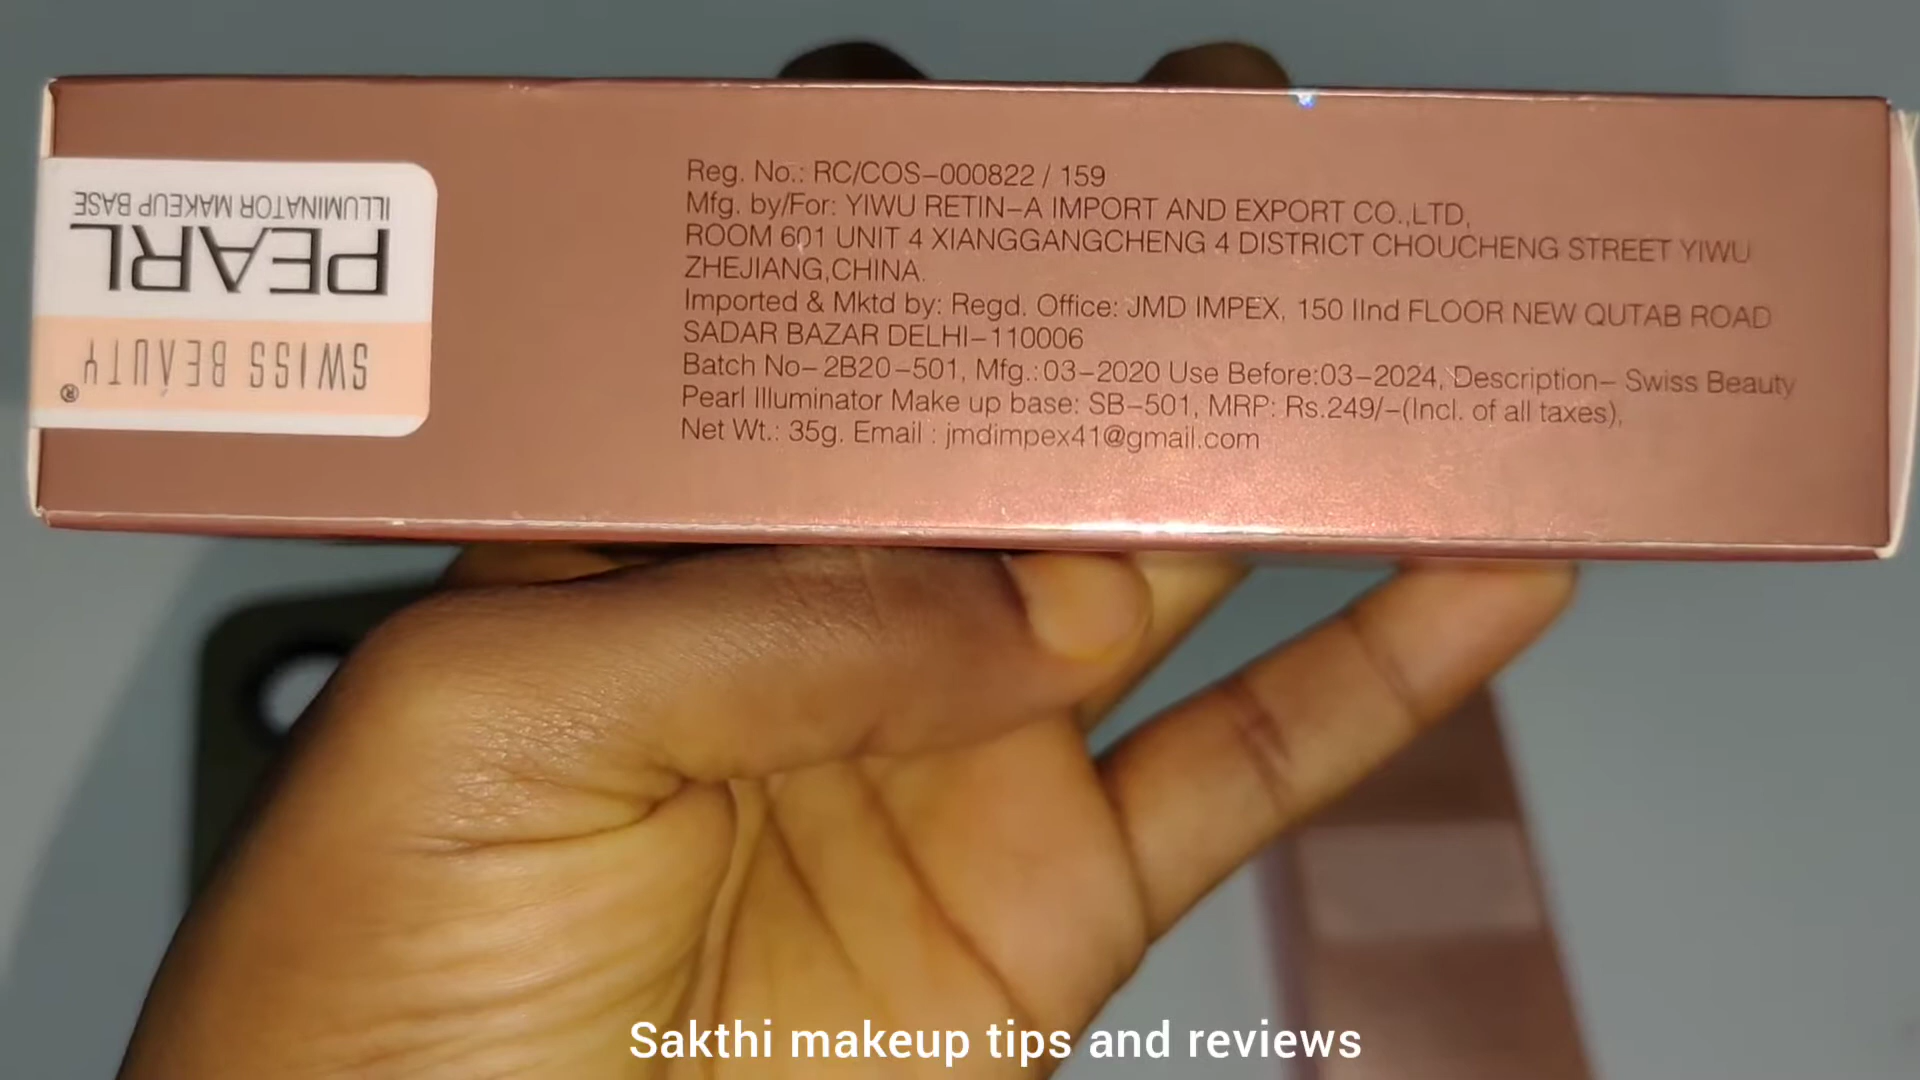 Reg. No.: RC/COS-000822 / 159
Mfg. by/For: YIWU RETIN-A IMPORT AND EXPORT CO.,LTD,
ROOM 601 UNIT 4 XIANGGANGCHENG 4 DISTRICT CHOUCHENG STREET YIWU
ZHEJIANG,CHINA.
Imported & Mktd by: Regd. Office: JMD IMPEX, 150 IInd FLOOR NEW QUTAB ROAD
SADAR BAZAR DELHI-110006
Batch No- 2B20-501, Mfg.:03-2020 Use Before:03-2024, Description- Swiss Beauty
Pearl Illuminator Make up base: SB-501, MRP: Rs.249/-(Incl. of all taxes),
Net Wt.: 35g. Email : jmdimpex41@gmail.com
SWISS BEAUTY®
PEARL
ILLUMINATOR MAKEUP BASE
Sakthi makeup tips and reviews